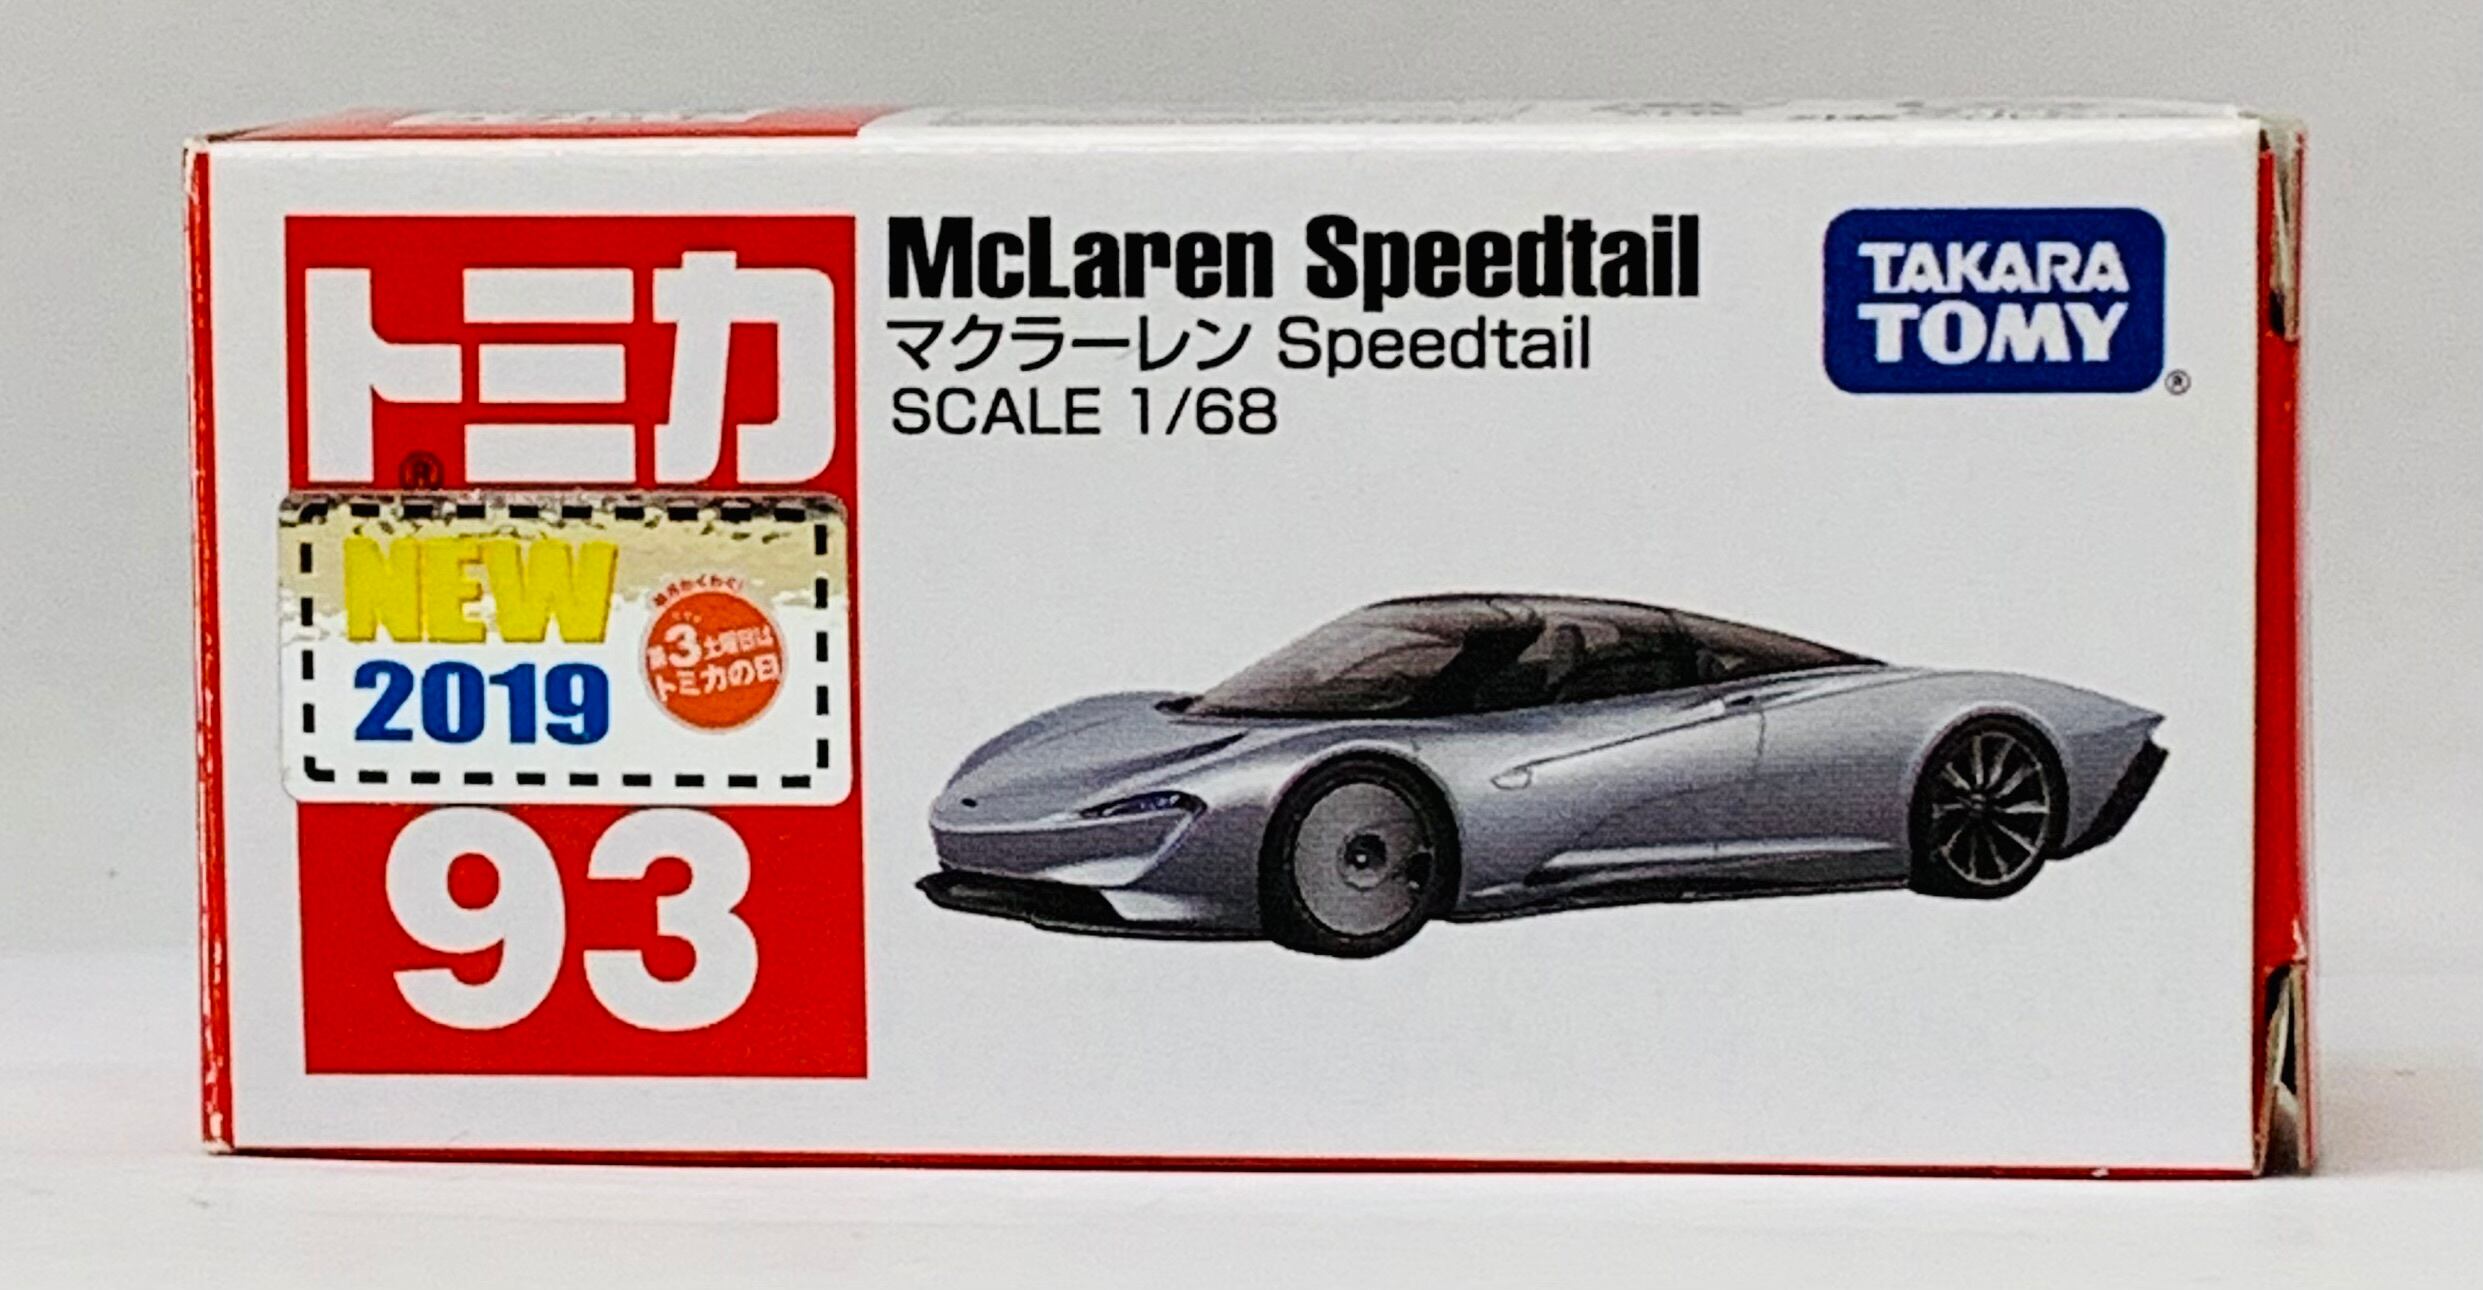 トミカ
®
NEW
2019
第3土曜日は
トミカの日
93
McLaren Speedtail
マクラーレン Speedtail
SCALE 1/68
TAKARA
TOMY
®